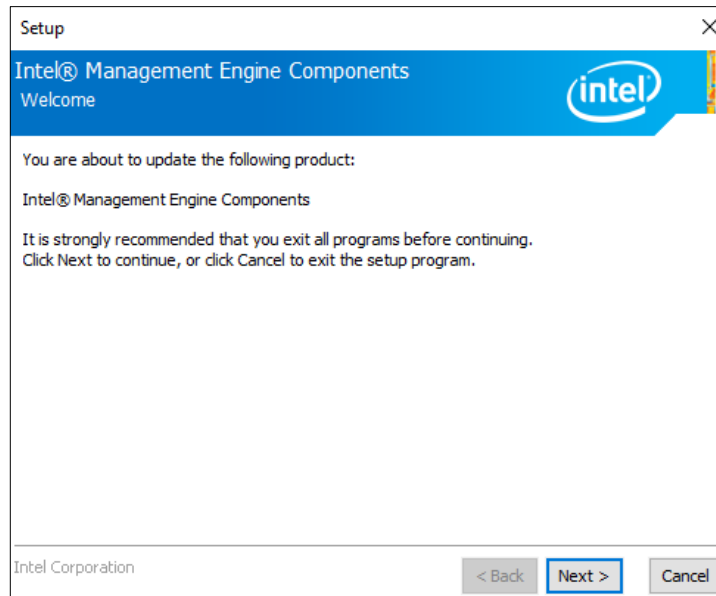 Setup
Intel® Management Engine Components
Welcome
intel
You are about to update the following product:
Intel® Management Engine Components
It is strongly recommended that you exit all programs before continuing.
Click Next to continue, or click Cancel to exit the setup program.
Intel Corporation
< Back Next > Cancel